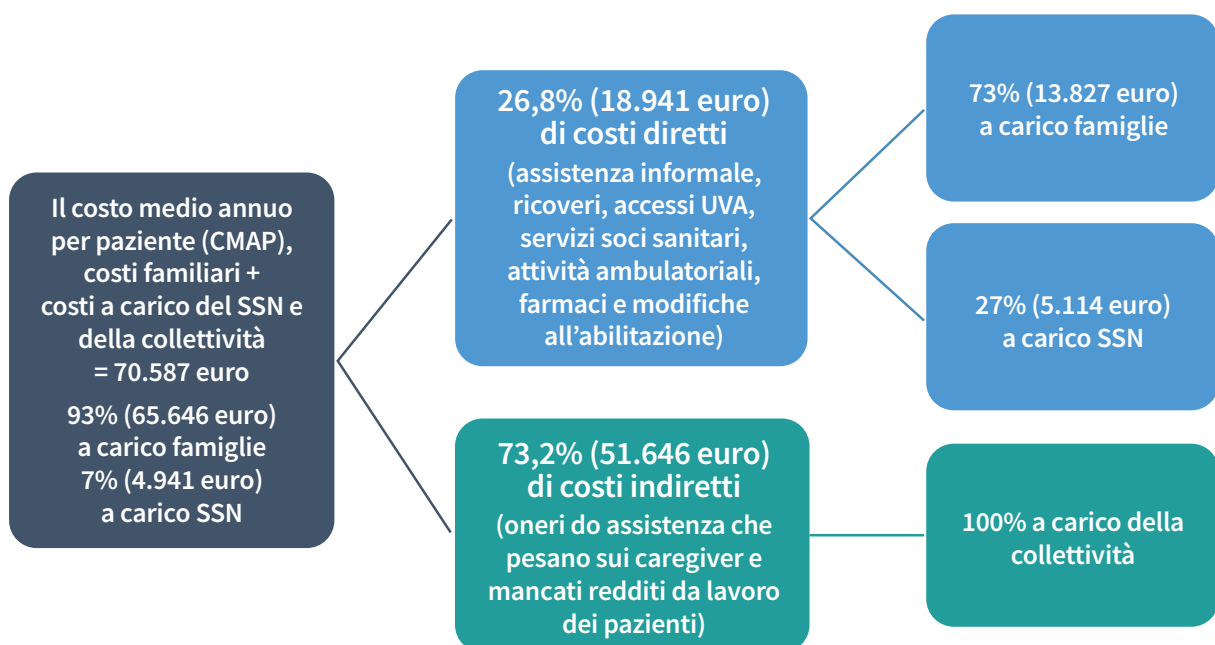 Il costo medio annuo
per paziente (CMAP),
costi familiari +
costi a carico del SSN e
della collettività
= 70.587 euro
93% (65.646 euro)
a carico famiglie
7% (4.941 euro)
a carico SSN
26,8% (18.941 euro)
di costi diretti
(assistenza informale,
ricoveri, accessi UVA,
servizi soci sanitari,
attività ambulatoriali,
farmaci e modifiche
all'abilitazione)
73% (13.827 euro)
a carico famiglie
27% (5.114 euro)
a carico SSN
73,2% (51.646 euro)
di costi indiretti
(oneri do assistenza che
pesano sui caregiver e
mancati redditi da lavoro
dei pazienti)
100% a carico della
collettività